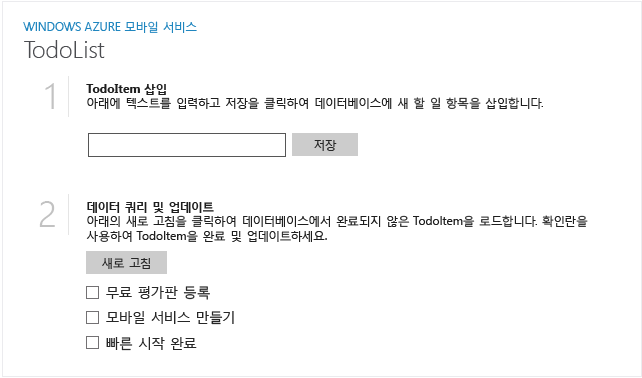 WINDOWS AZURE 모바일 서비스
TodoList
1
TodoItem 삽입
아래에 텍스트를 입력하고 저장을 클릭하여 데이터베이스에 새 할 일 항목을 삽입합니다.
저장
2
데이터 쿼리 및 업데이트
아래의 새로 고침을 클릭하여 데이터베이스에서 완료되지 않은 TodoItem을 로드합니다. 확인란을
사용하여 TodoItem을 완료 및 업데이트하세요.
새로 고침
무료 평가판 등록
모바일 서비스 만들기
빠른 시작 완료